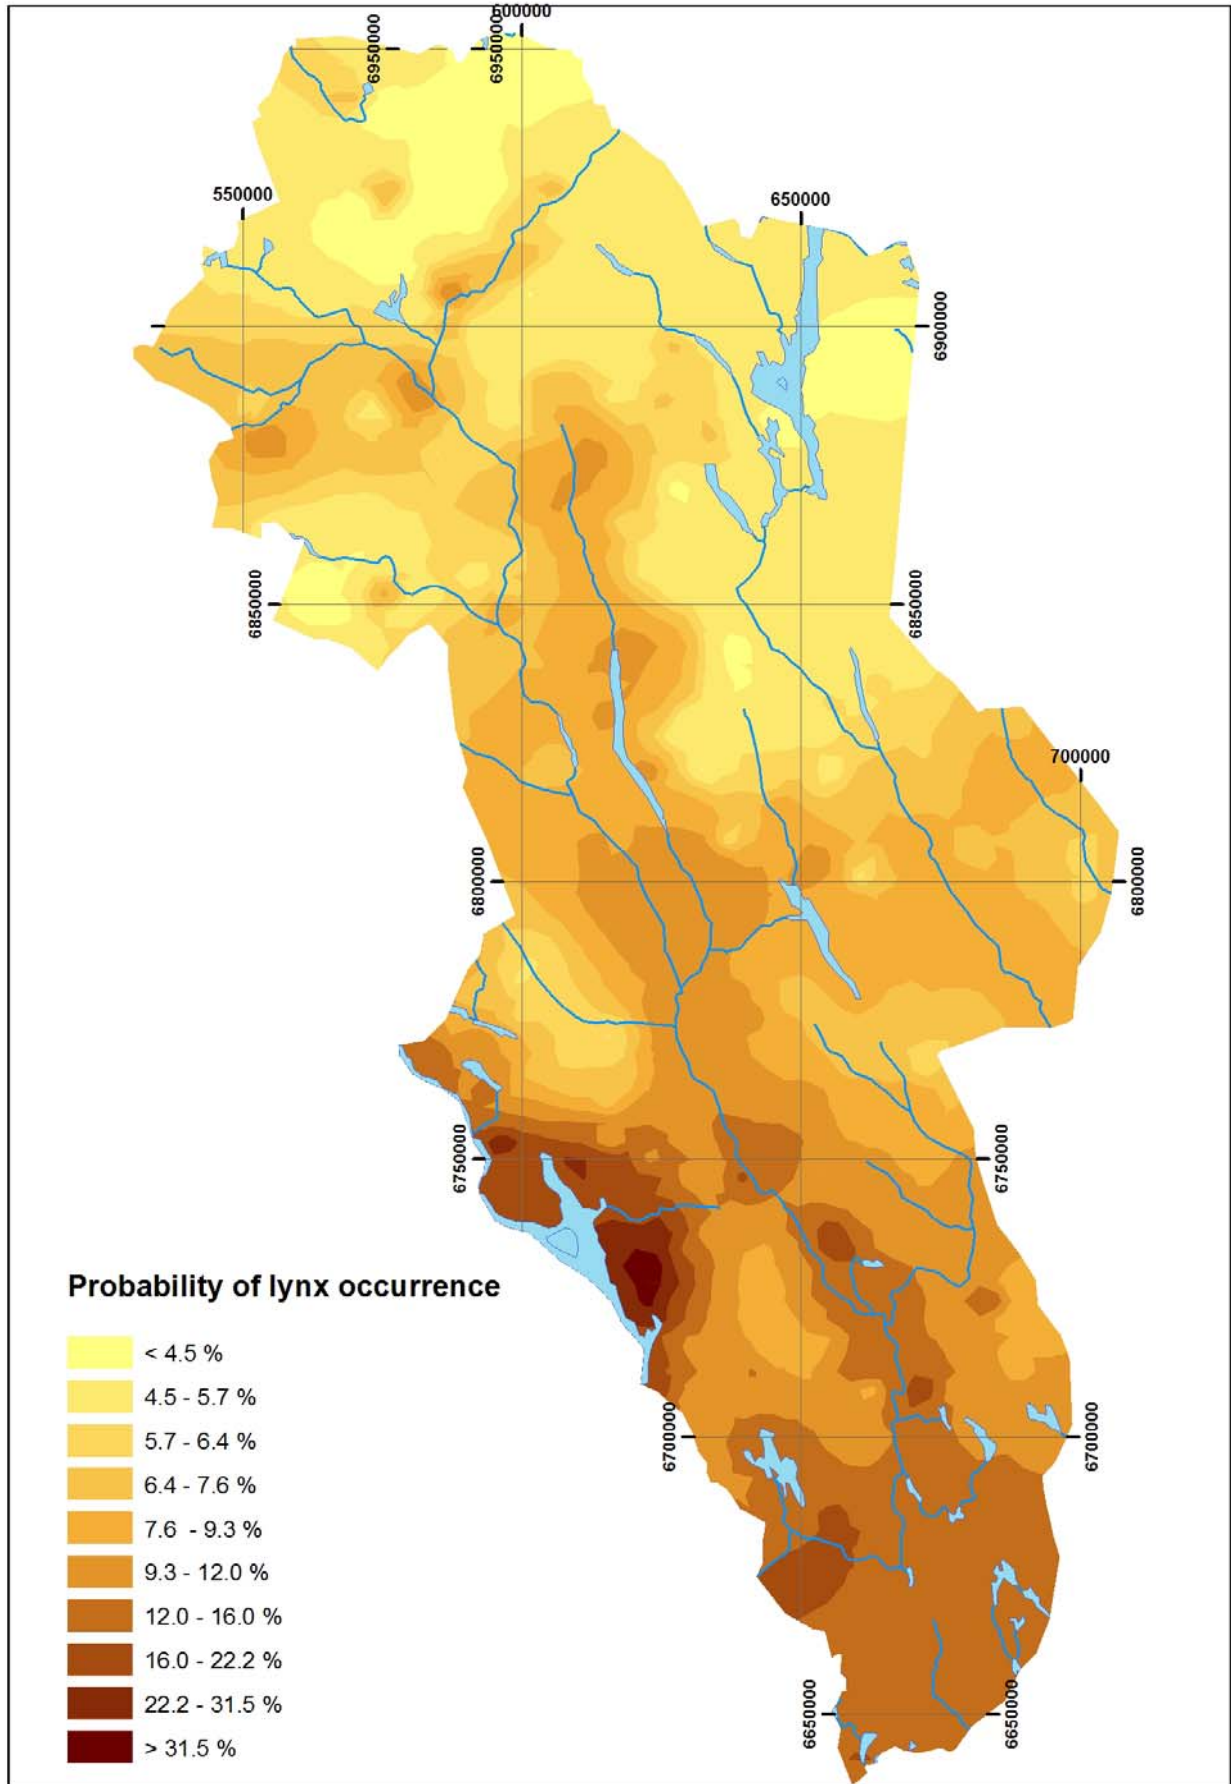 600000
6950000
6950000
550000
650000
6900000
6850000
6850000
700000
6800000
6800000
6750000
6750000
Probability of lynx occurrence
< 4.5 %
4.5 - 5.7 %
5.7 - 6.4 %
6.4 - 7.6 %
7.6 - 9.3 %
9.3 - 12.0 %
12.0 - 16.0 %
16.0 - 22.2 %
22.2 - 31.5 %
> 31.5 %
6700000
6700000
6650000
6650000